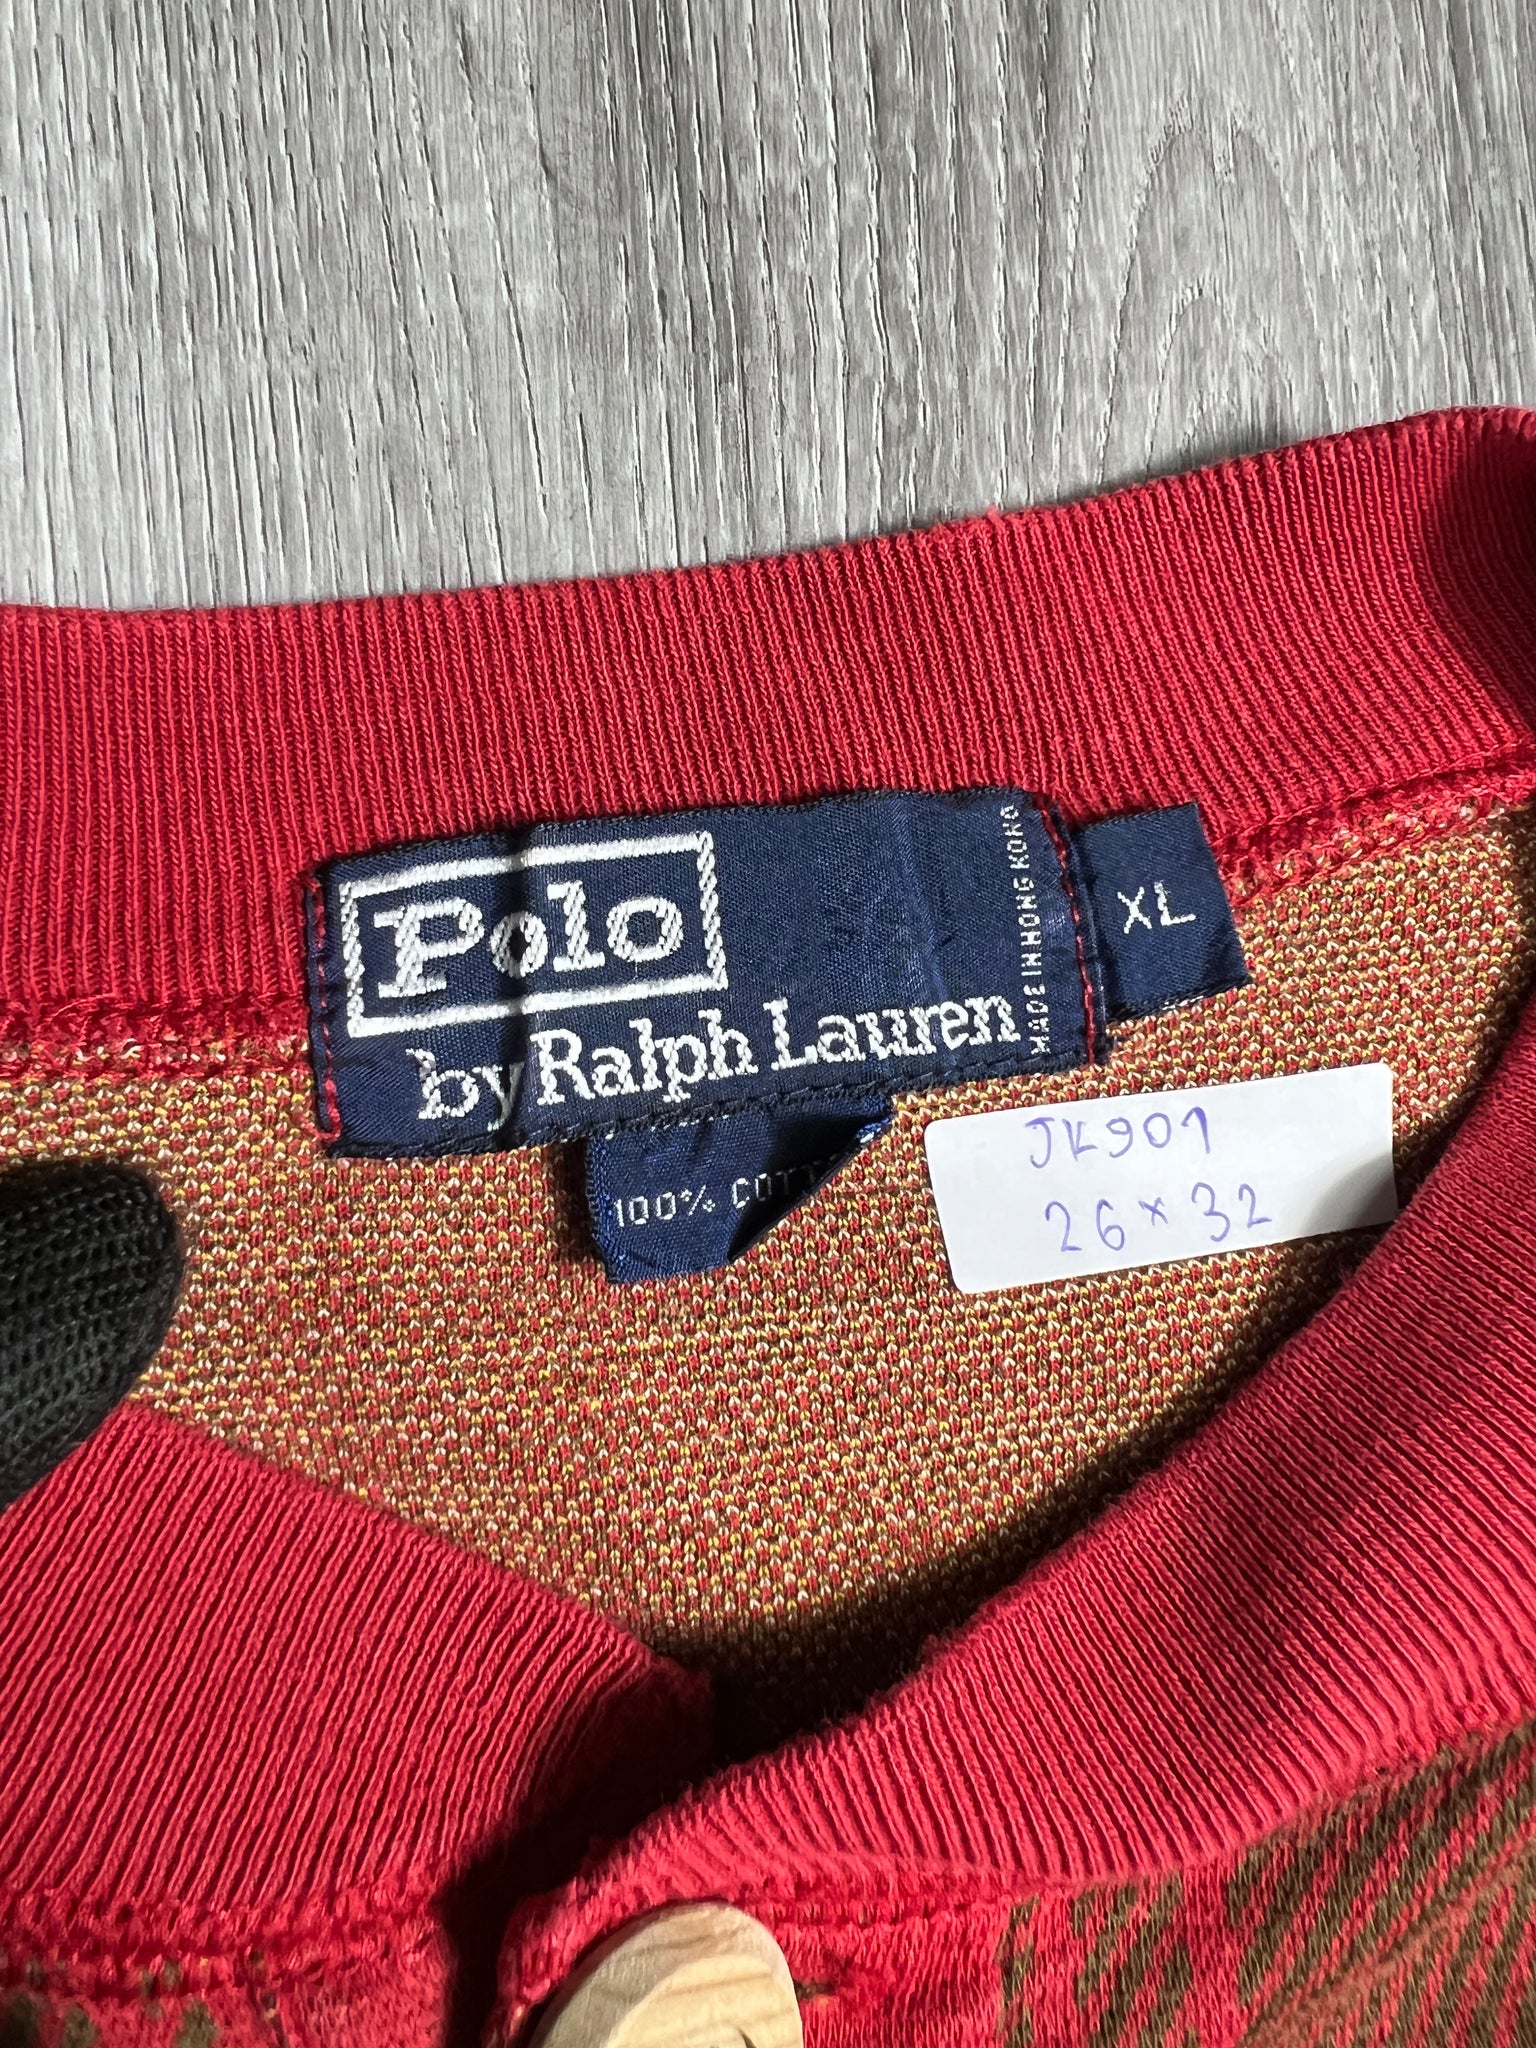 Polo
by Ralph Lauren
MADE IN HONG KONG
XL
100% COTT
JK901
26 x 32